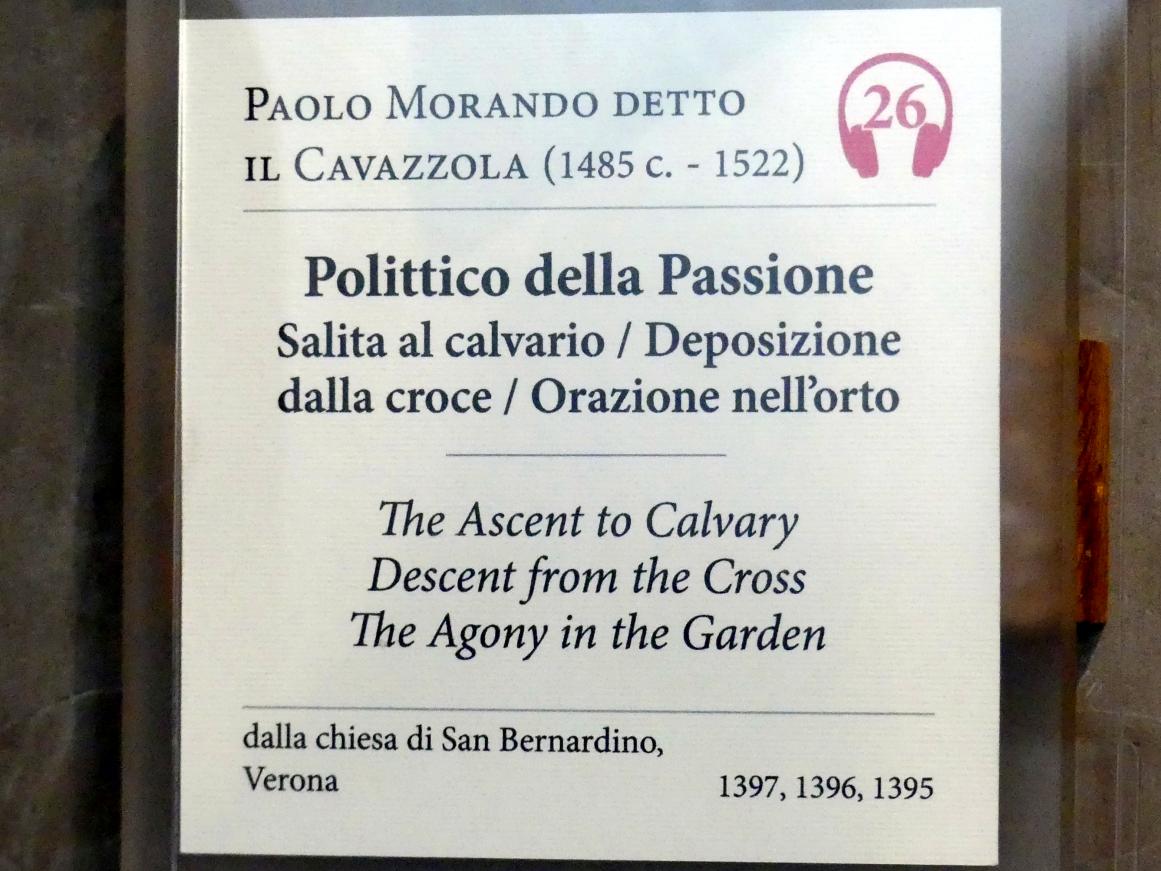 Paolo Morando detto
il Cavazzola (1485 c. - 1522)
26
Polittico della Passione
Salita al calvario / Deposizione
dalla croce / Orazione nell’orto
The Ascent to Calvary
Descent from the Cross
The Agony in the Garden
dalla chiesa di San Bernardino,
Verona
1397, 1396, 1395